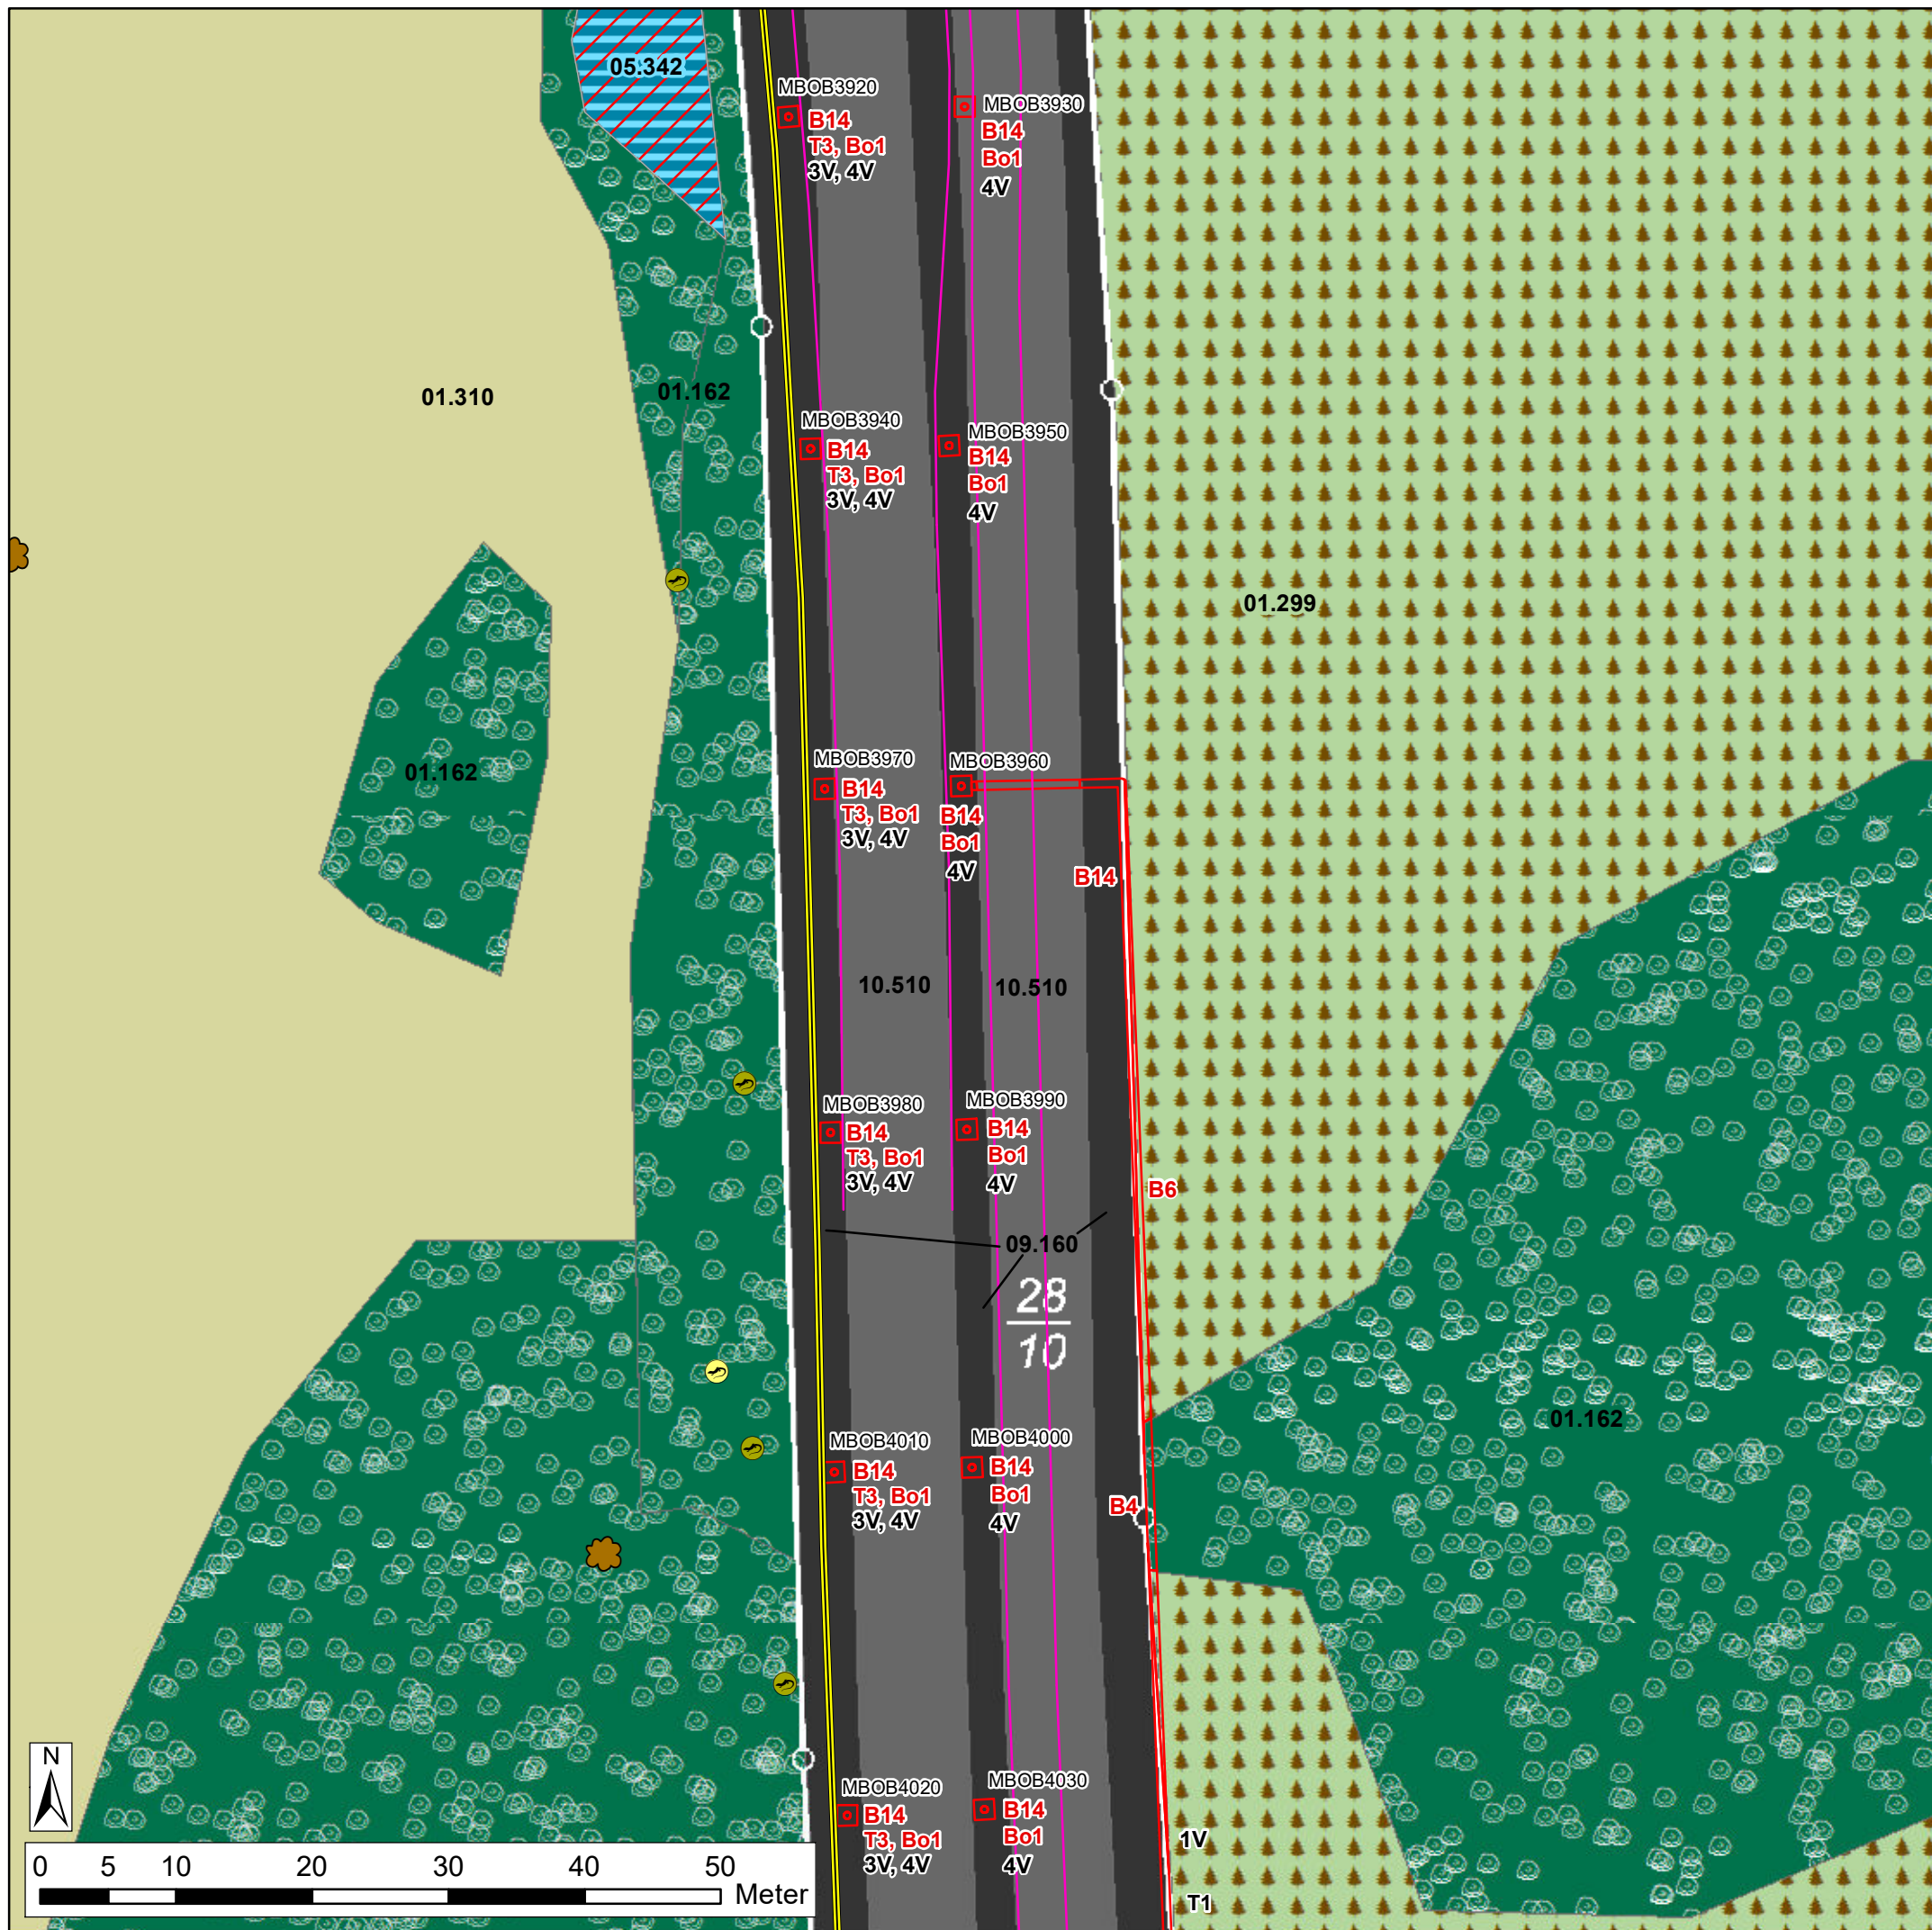 05.342
MBOB3920
B14
T3, Bo1
3V, 4V
MBOB3930
B14
Bo1
4V
01.310
01.162
MBOB3940
B14
T3, Bo1
3V, 4V
MBOB3950
B14
Bo1
4V
01.299
01.162
MBOB3970
B14
T3, Bo1
3V, 4V
MBOB3960
B14
Bo1
4V
B14
10.510
10.510
MBOB3980
B14
T3, Bo1
3V, 4V
MBOB3990
B14
Bo1
4V
B6
09.160
28
10
01.162
MBOB4010
B14
T3, Bo1
3V, 4V
MBOB4000
B14
Bo1
4V
B4
MBOB4020
B14
T3, Bo1
3V, 4V
MBOB4030
B14
Bo1
4V
1V
T1
N
0 5 10 20 30 40 50
Meter